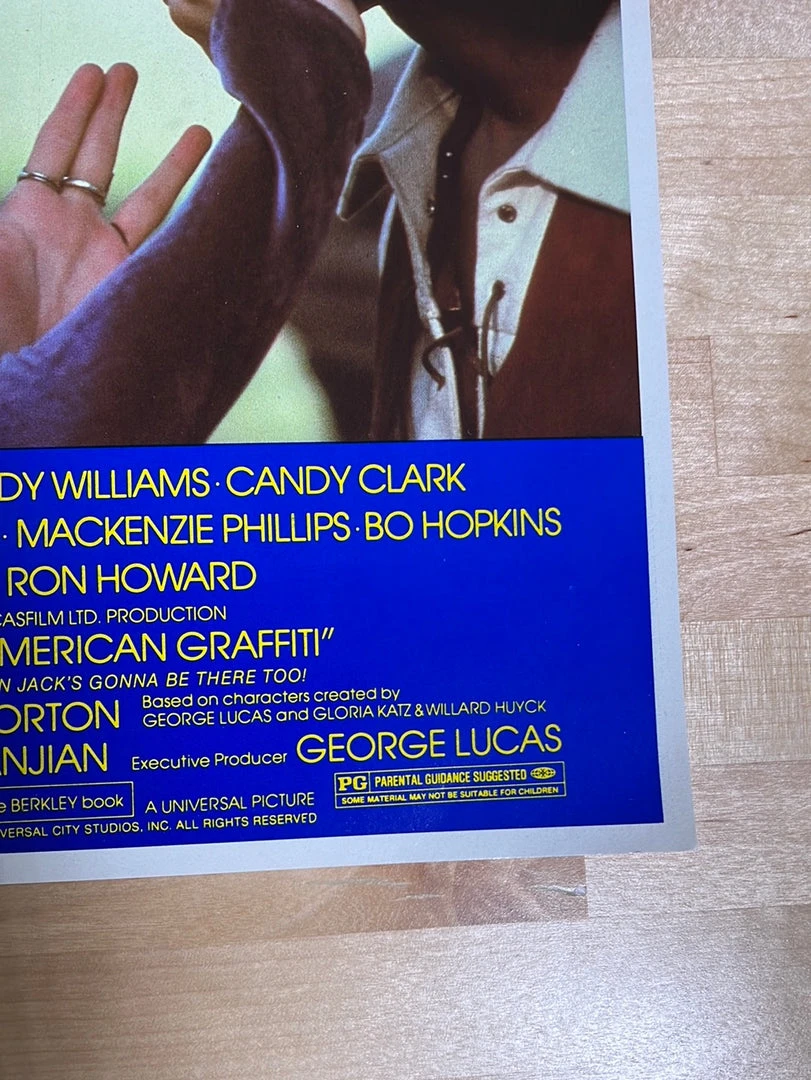 DY WILLIAMS · CANDY CLARK
· MACKENZIE PHILLIPS · BO HOPKINS
RON HOWARD
CASFILM LTD. PRODUCTION
MERICAN GRAFFITI”
N JACK'S GONNA BE THERE TOO!
ORTON
Based on characters created by
GEORGE LUCAS and GLORIA KATZ & WILLARD HUYCK
NJIAN Executive Producer GEORGE LUCAS
e BERKLEY book A UNIVERSAL PICTURE
PG PARENTAL GUIDANCE SUGGESTED
SOME MATERIAL MAY NOT BE SUITABLE FOR CHILDREN
VERSAL CITY STUDIOS, INC. ALL RIGHTS RESERVED